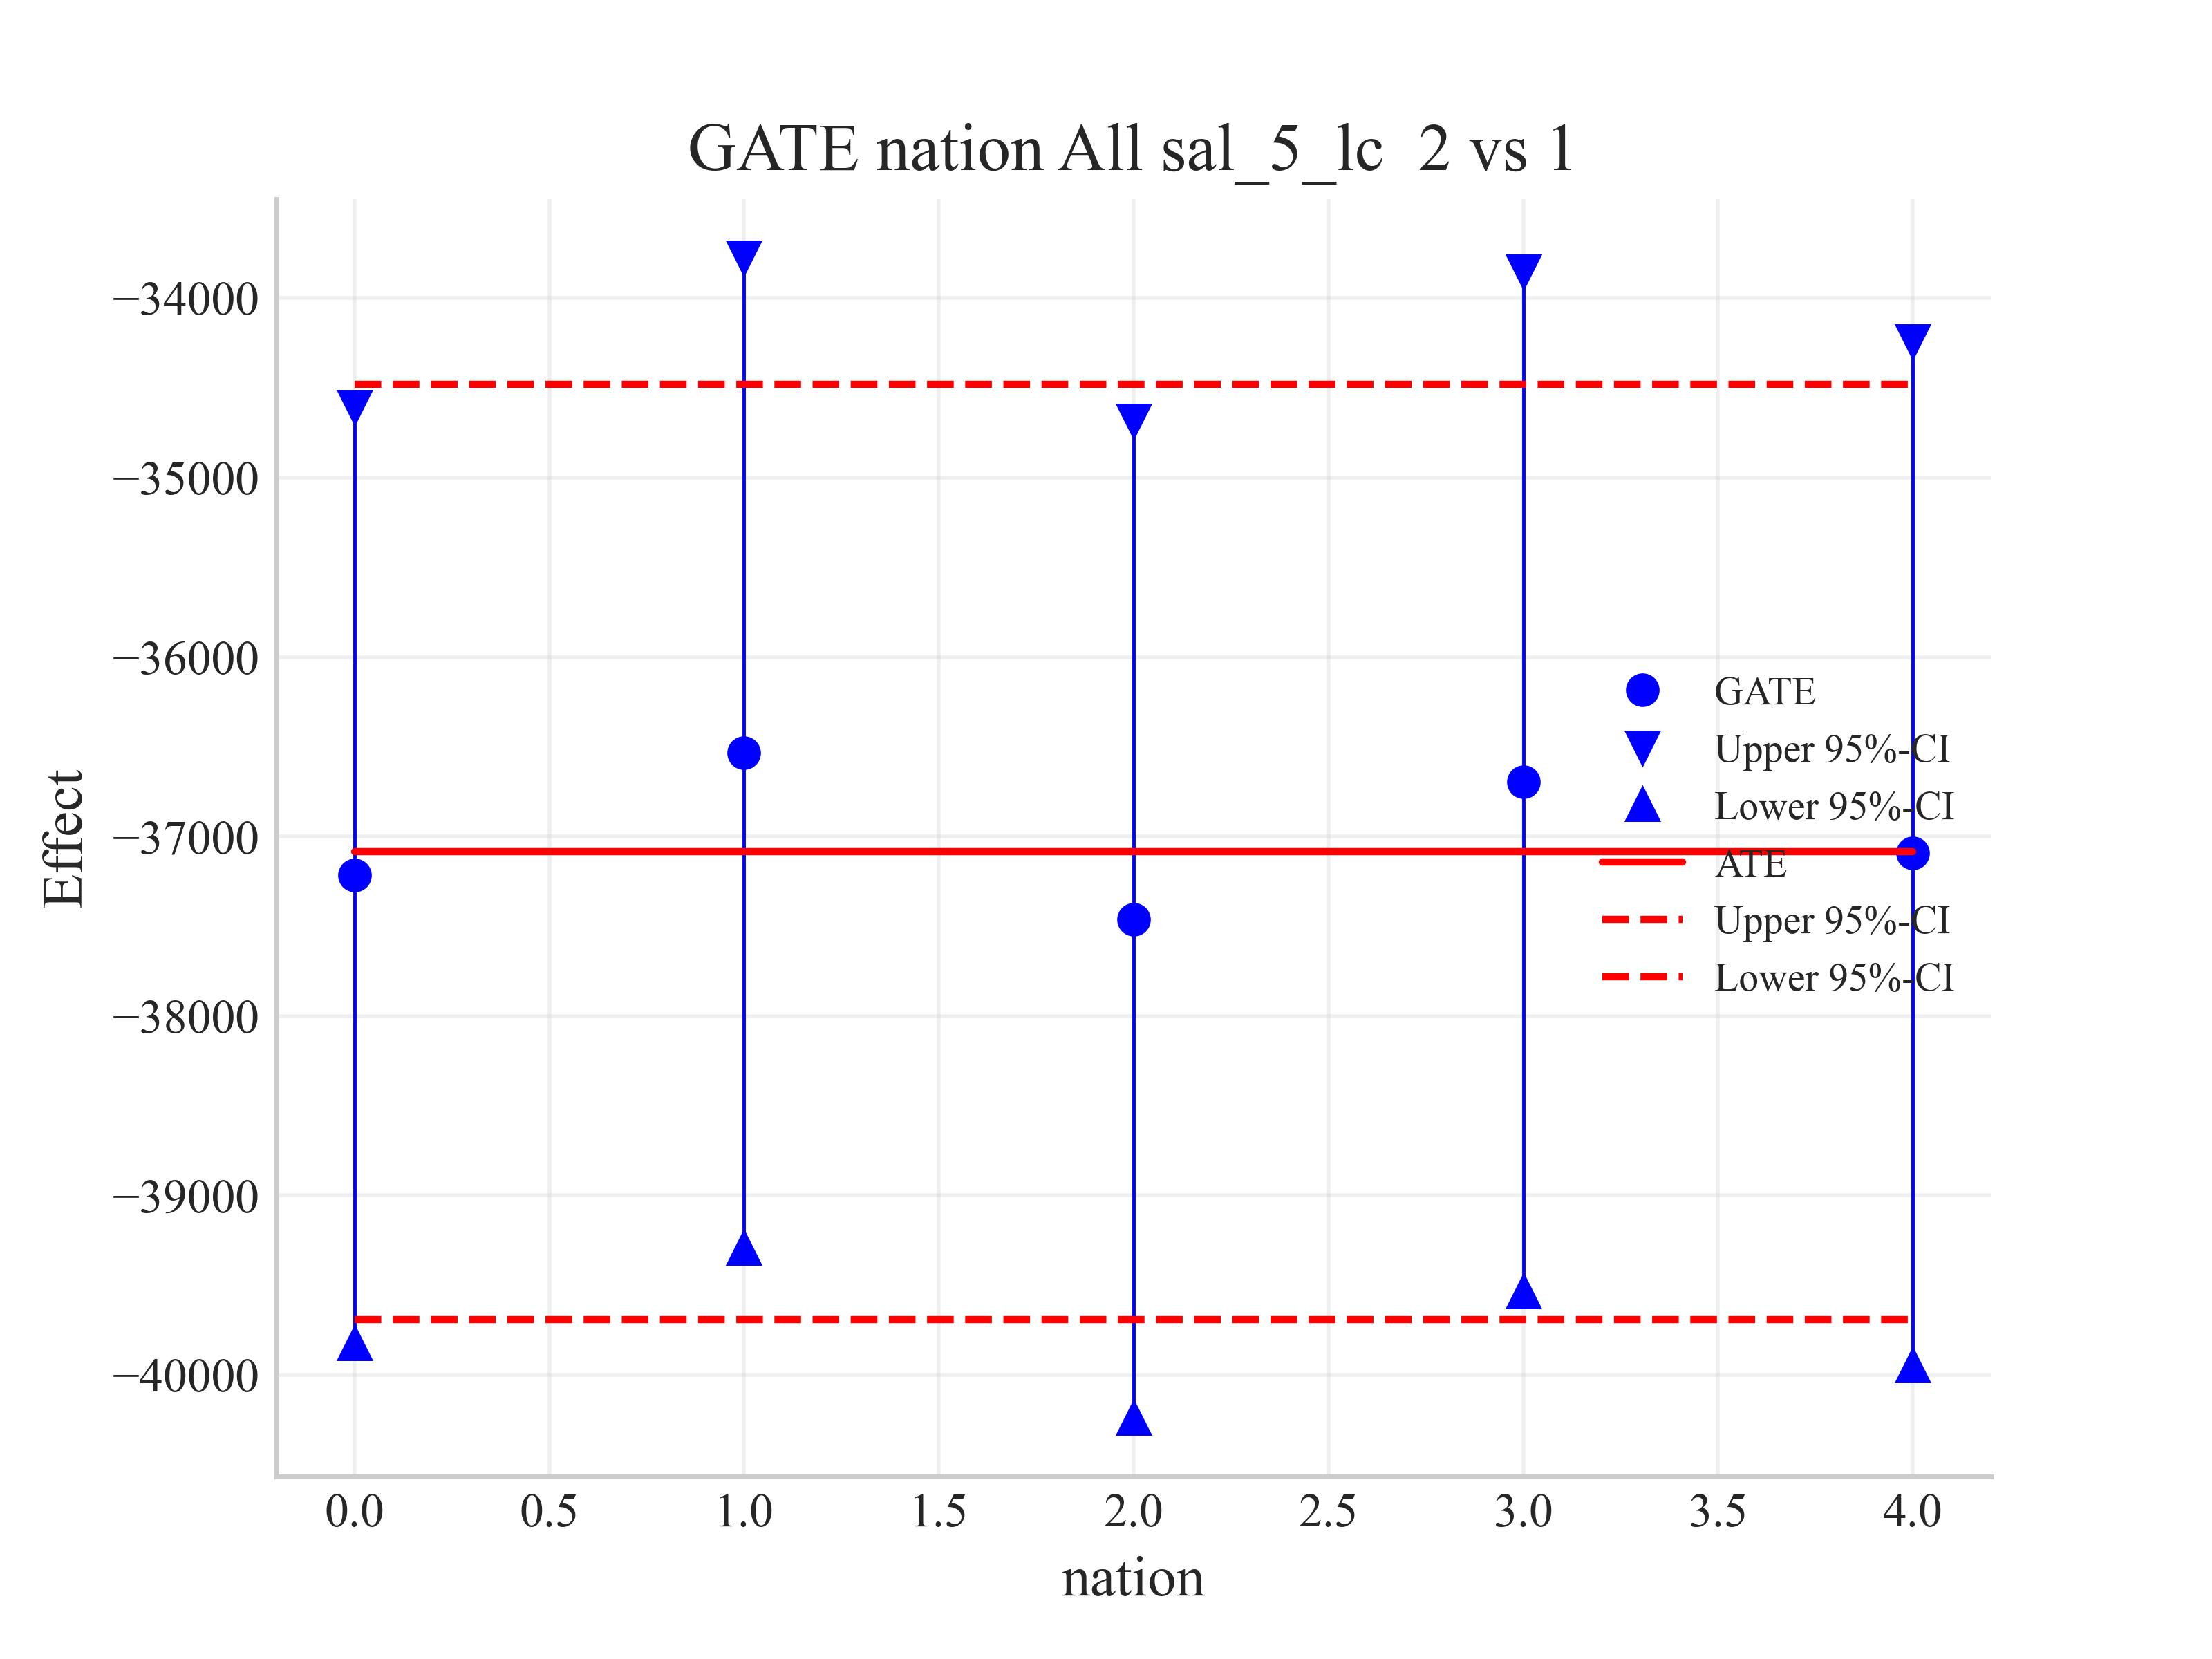 GATE nation All sal_5_lc 2 vs 1
Effect
−34000
−35000
−36000
−37000
−38000
−39000
−40000
GATE
Upper 95%-CI
Lower 95%-CI
ATE
Upper 95%-CI
Lower 95%-CI
0.0 0.5 1.0 1.5 2.0 2.5 3.0 3.5 4.0
nation